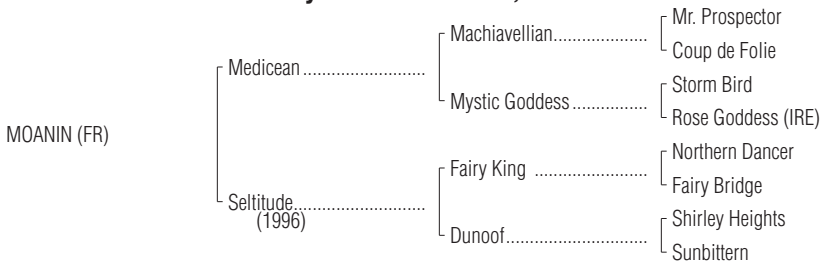 Mr. Prospector
Machiavellian
Coup de Folie
Medicean
Storm Bird
Mystic Goddess
Rose Goddess (IRE)
MOANIN (FR)
Northern Dancer
Fairy King
Fairy Bridge
Seltitude
(1996)
Shirley Heights
Dunoof
Sunbittern